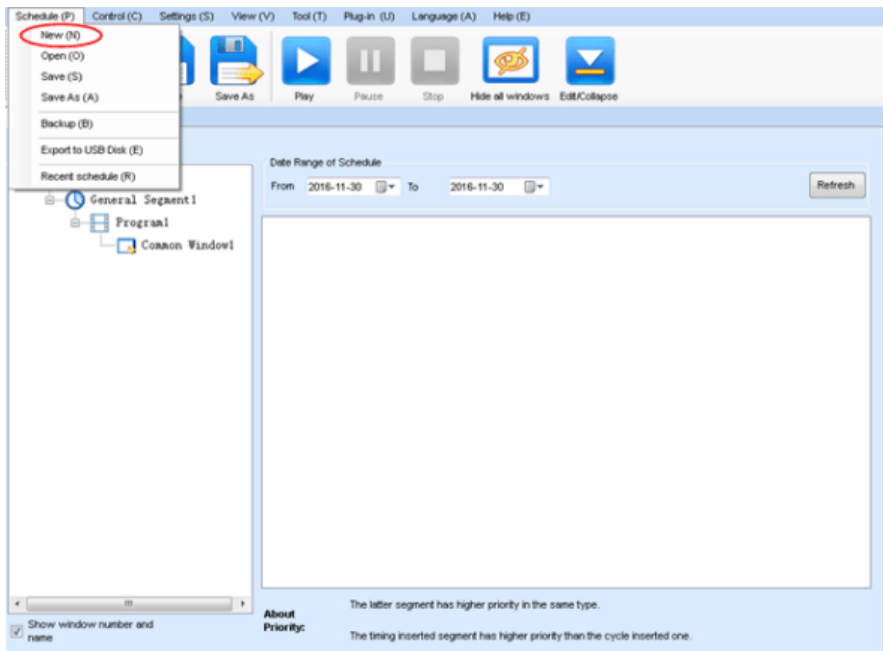 Schedule (P) Control (C) Settings (S) View (V) Tool (T) Plug-in (U) Language (A) Help (E)
New (N)
Open (O)
Save (S)
Save As (A)
Backup (B)
Export to USB Disk (E)
Recent schedule (R)
Save As Play Pause Stop Hide all windows Edit/Collapse
General Segment1
Program1
Common Window1
Date Range of Schedule
From 2016-11-30 To 2016-11-30 Refresh
Show window number and
name
About
Priority:
The latter segment has higher priority in the same type.
The timing inserted segment has higher priority than the cycle inserted one.